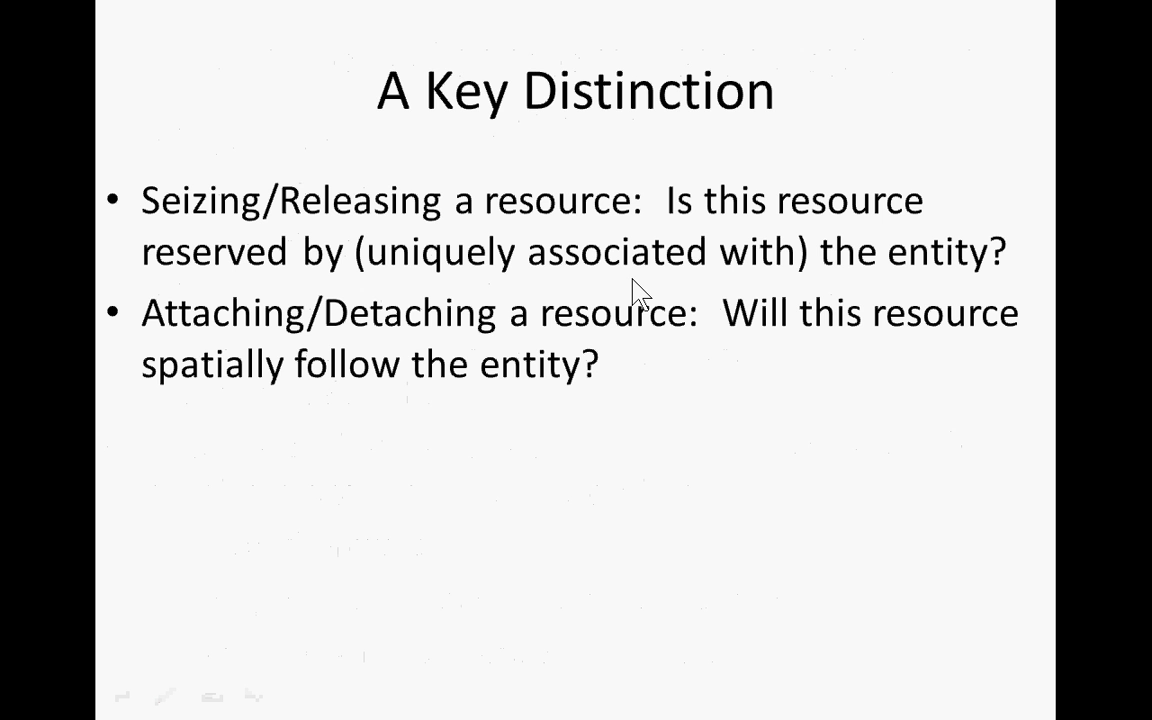 A Key Distinction
• Seizing/Releasing a resource:  Is this resource
reserved by (uniquely associated with) the entity?
• Attaching/Detaching a resource:  Will this resource
spatially follow the entity?